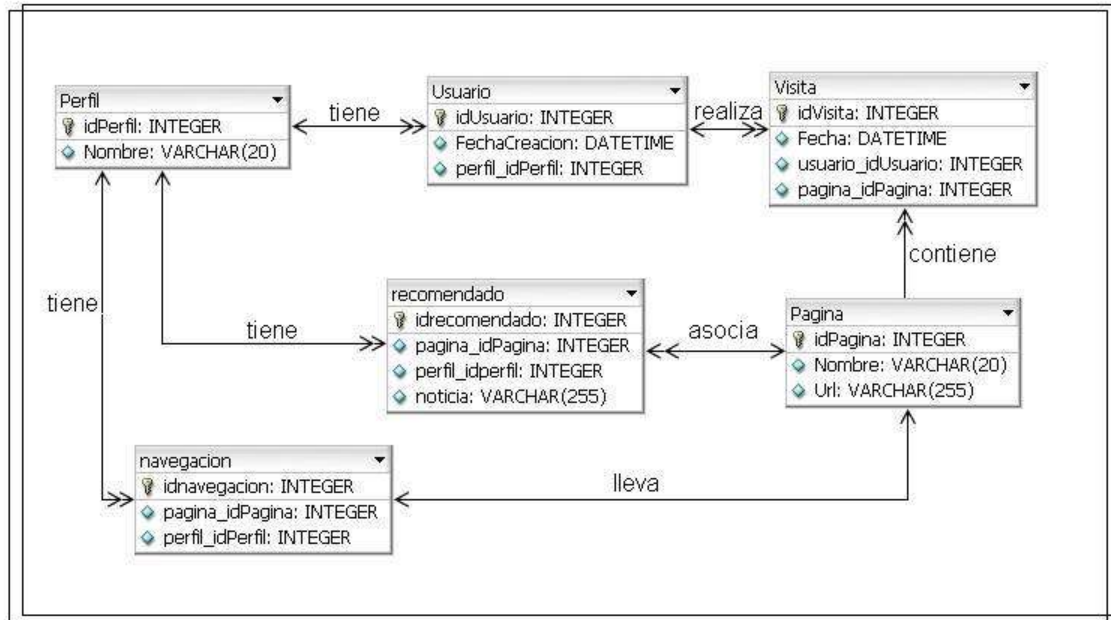 Perfil
idPerfil: INTEGER
Nombre: VARCHAR(20)
tiene
Usuario
idUsuario: INTEGER
FechaCreacion: DATETIME
perfil_idPerfil: INTEGER
realiza
Visita
idVisita: INTEGER
Fecha: DATETIME
usuario_idUsuario: INTEGER
pagina_idPagina: INTEGER
contiene
tiene
tiene
recomendado
idrecomendado: INTEGER
pagina_idPagina: INTEGER
perfil_idperfil: INTEGER
noticia: VARCHAR(255)
asocia
Pagina
idPagina: INTEGER
Nombre: VARCHAR(20)
Url: VARCHAR(255)
navegacion
idnavegacion: INTEGER
pagina_idPagina: INTEGER
perfil_idPerfil: INTEGER
lleva